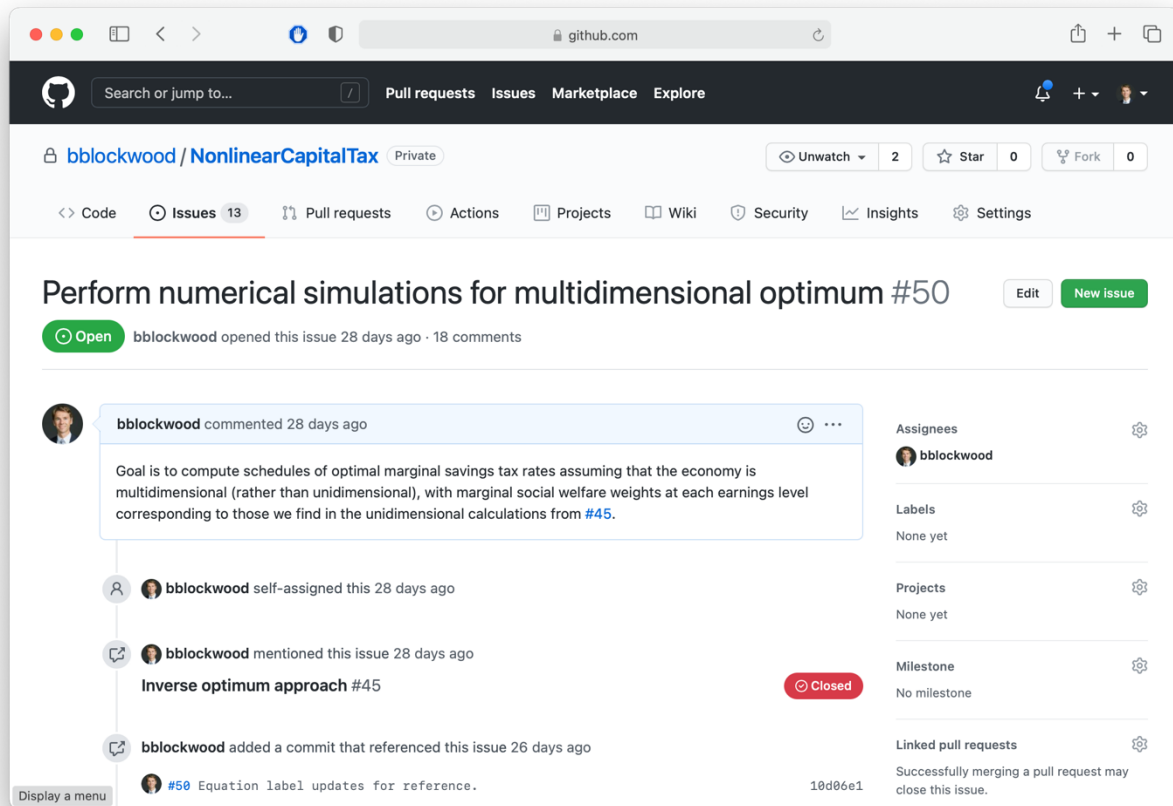 github.com
Search or jump to... /
Pull requests Issues Marketplace Explore
bblockwood / NonlinearCapitalTax Private
Unwatch 2 Star 0 Fork 0
Code Issues 13 Pull requests Actions Projects Wiki Security Insights Settings
Perform numerical simulations for multidimensional optimum #50
Edit New issue
Open bblockwood opened this issue 28 days ago · 18 comments
bblockwood commented 28 days ago
Goal is to compute schedules of optimal marginal savings tax rates assuming that the economy is
multidimensional (rather than unidimensional), with marginal social welfare weights at each earnings level
corresponding to those we find in the unidimensional calculations from #45.
bblockwood self-assigned this 28 days ago
bblockwood mentioned this issue 28 days ago
Inverse optimum approach #45
Closed
bblockwood added a commit that referenced this issue 26 days ago
#50 Equation label updates for reference. 10d06e1
Assignees
bblockwood
Labels
None yet
Projects
None yet
Milestone
No milestone
Linked pull requests
Successfully merging a pull request may
close this issue.
Display a menu